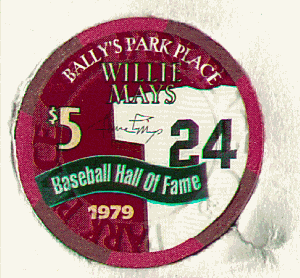 BALLY'S PARK PLACE
WILLIE
MAYS
$5
24
Baseball Hall Of Fame
1979